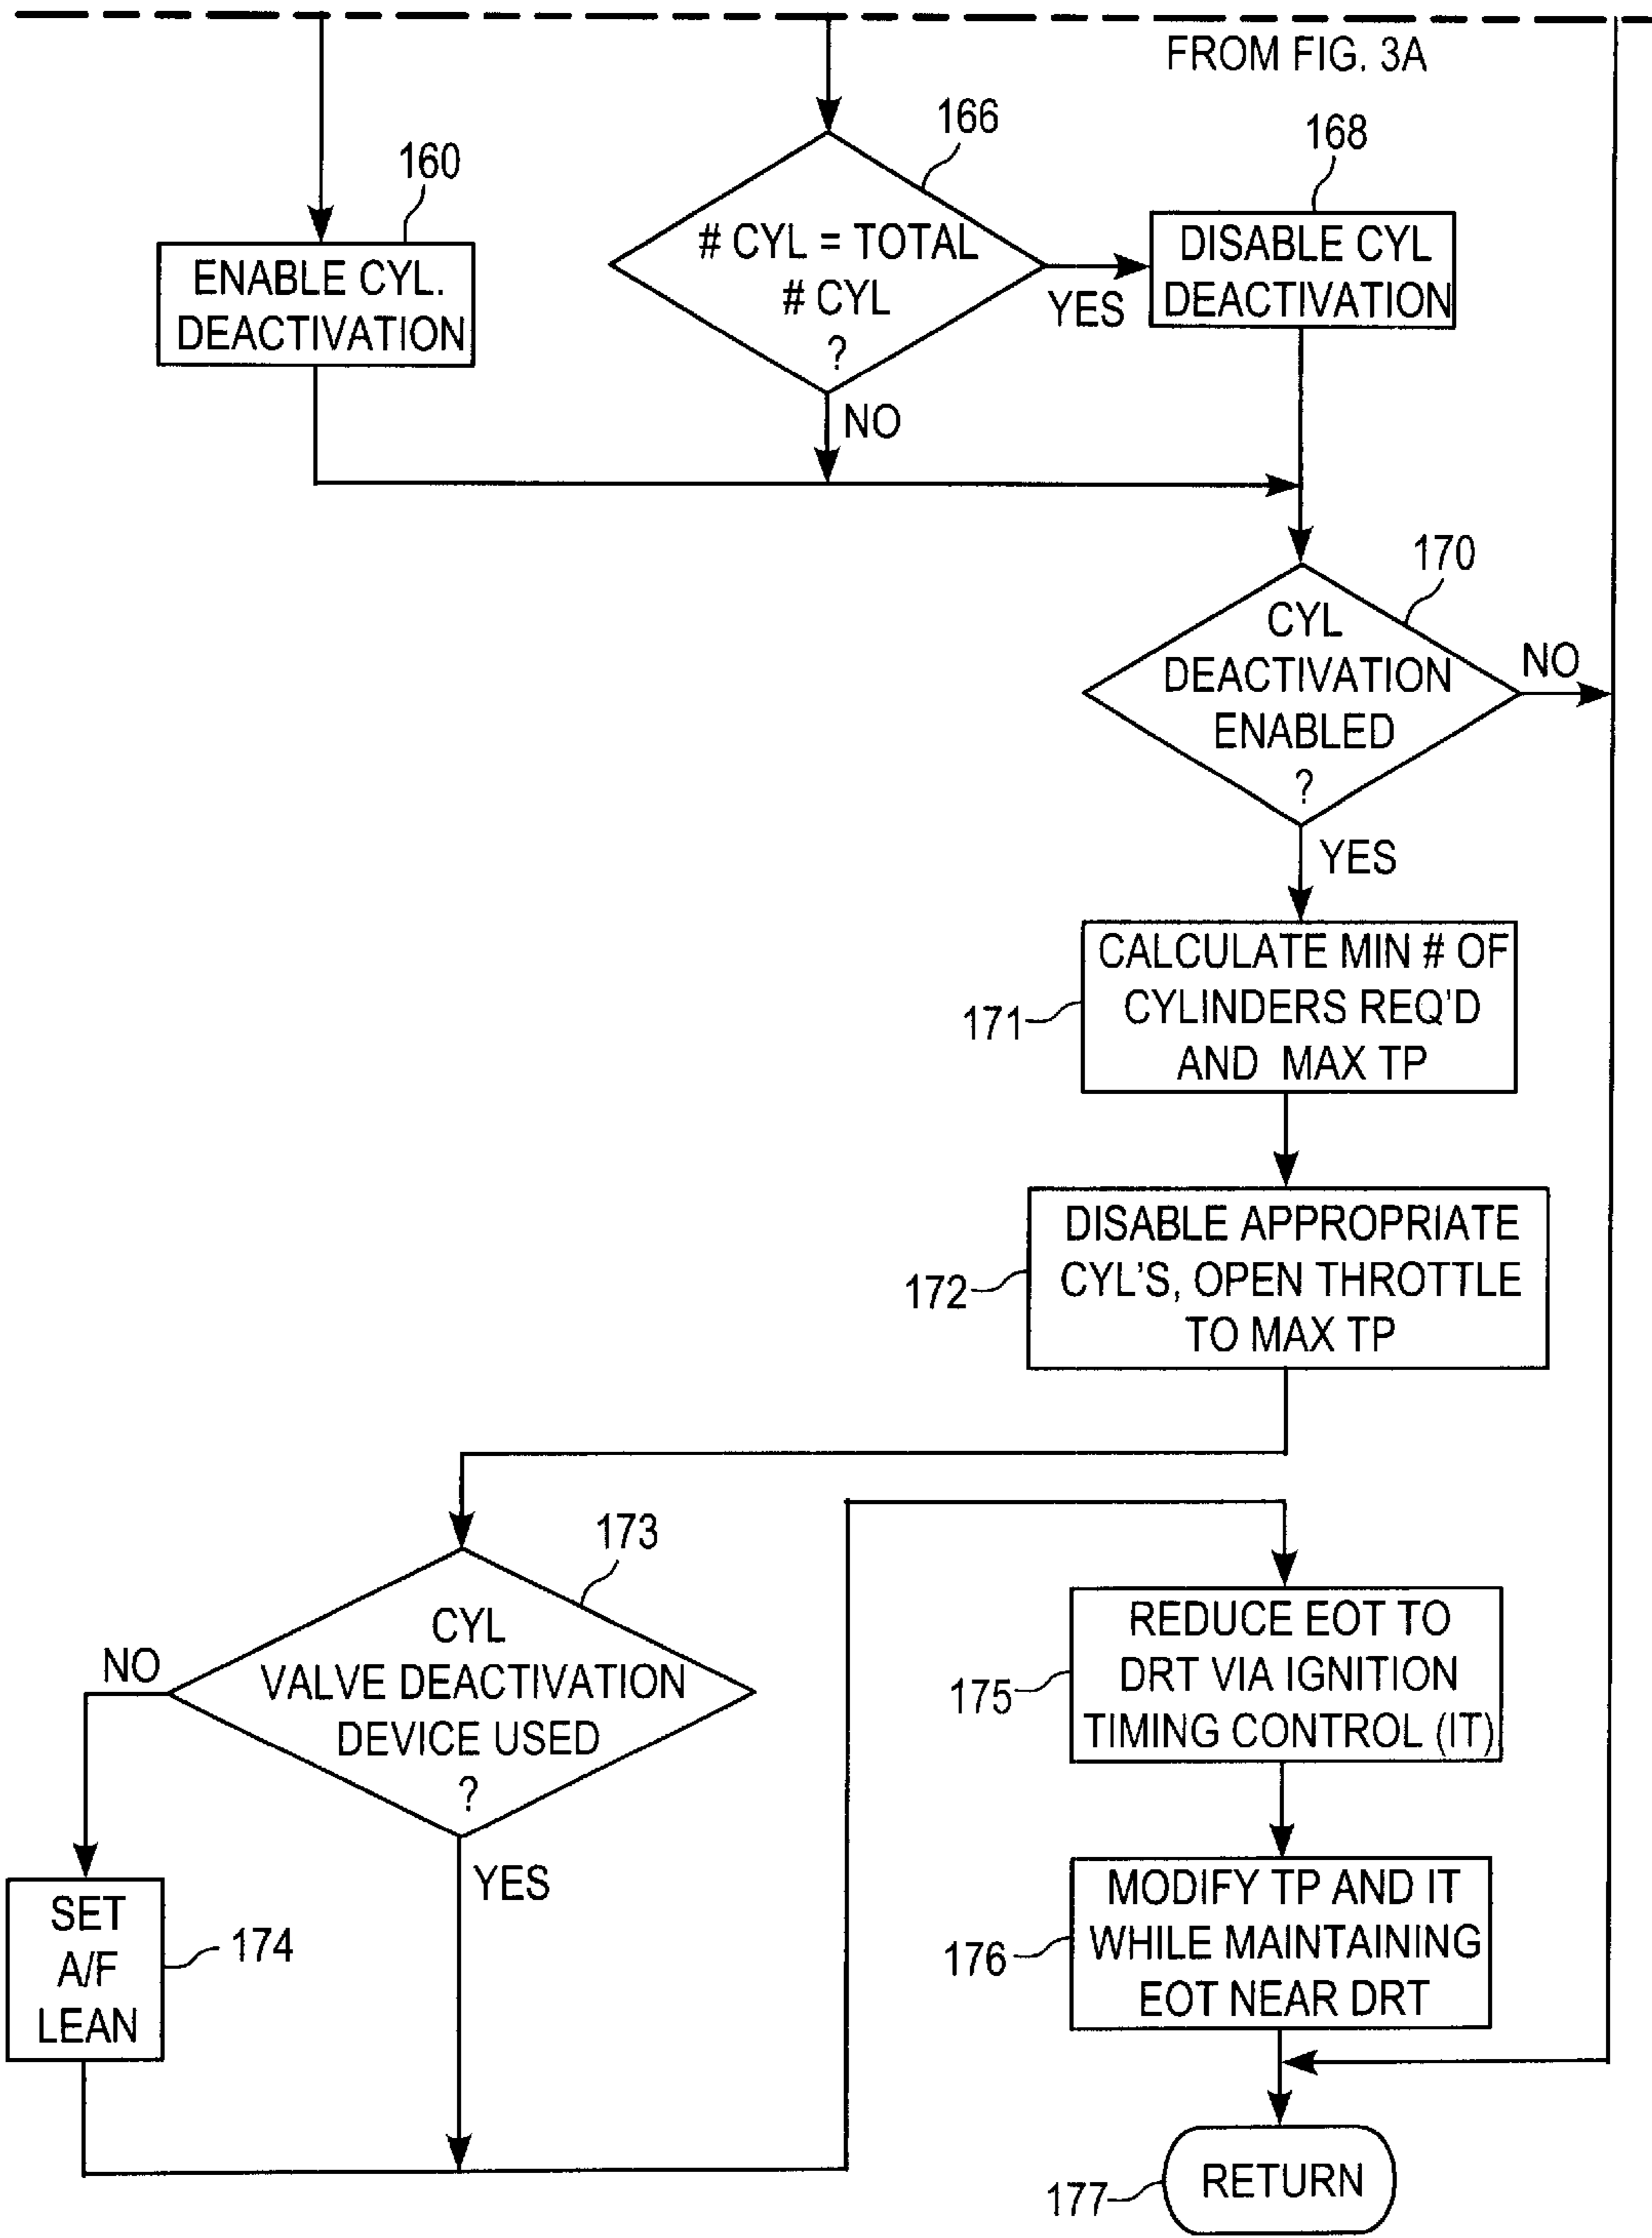 FROM FIG. 3A
166
168
160
# CYL = TOTAL
# CYL
?
DISABLE CYL
DEACTIVATION
ENABLE CYL.
DEACTIVATION
YES
NO
170
CYL
DEACTIVATION
ENABLED
?
NO
YES
CALCULATE MIN # OF
CYLINDERS REQ'D
AND MAX TP
171
DISABLE APPROPRIATE
CYL'S, OPEN THROTTLE
TO MAX TP
172
173
CYL
VALVE DEACTIVATION
DEVICE USED
?
NO
YES
SET
A/F
LEAN
174
REDUCE EOT TO
DRT VIA IGNITION
TIMING CONTROL (IT)
175
MODIFY TP AND IT
WHILE MAINTAINING
EOT NEAR DRT
176
RETURN
177